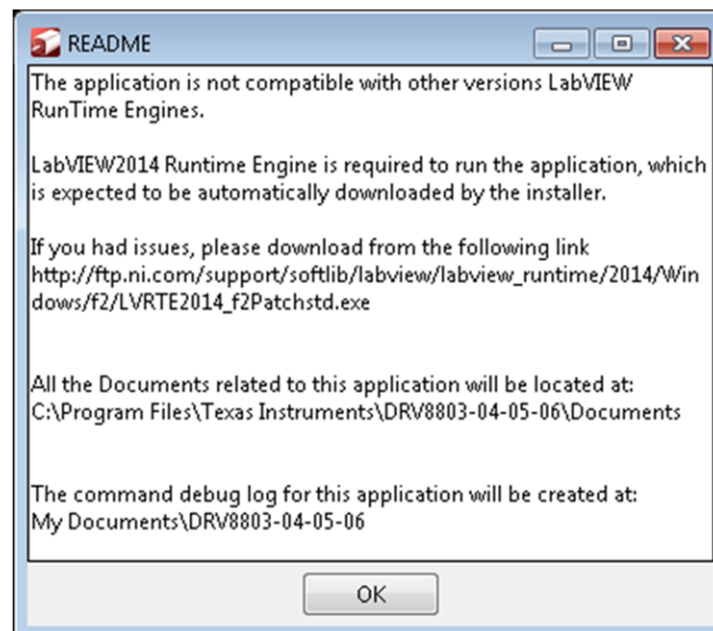 README
The application is not compatible with other versions LabVIEW
RunTime Engines.
LabVIEW2014 Runtime Engine is required to run the application, which
is expected to be automatically downloaded by the installer.
If you had issues, please download from the following link
http://ftp.ni.com/support/softlib/labview/labview_runtime/2014/Win
dows/f2/LVRTE2014_f2Patchstd.exe
All the Documents related to this application will be located at:
C:\Program Files\Texas Instruments\DRV8803-04-05-06\Documents
The command debug log for this application will be created at:
My Documents\DRV8803-04-05-06
OK